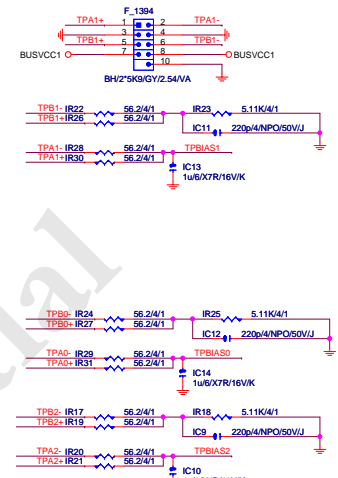 F_1394
TPA1+ 1 2 TPA1-
3 4
TPB1+ 5 6 TPB1-
BUSVCC1 7 8 BUSVCC1
10
BH/2*5K9/GY/2.54/VA
TPB1- IR22 56.2/4/1 IR23 5.11K/4/1
TPB1+ IR26 56.2/4/1
IC11 220p/4/NPO/50V/J
TPA1- IR28 56.2/4/1 TPBIAS1
TPA1+ IR30 56.2/4/1
IC13
1u/6/X7R/16V/K
TPB0- IR24 56.2/4/1 IR25 5.11K/4/1
TPB0+ IR27 56.2/4/1
IC12 220p/4/NPO/50V/J
TPA0- IR29 56.2/4/1 TPBIAS0
TPA0+ IR31 56.2/4/1
IC14
1u/6/X7R/16V/K
TPB2- IR17 56.2/4/1 IR18 5.11K/4/1
TPB2+ IR19 56.2/4/1
IC9 220p/4/NPO/50V/J
TPA2- IR20 56.2/4/1 TPBIAS2
TPA2+ IR21 56.2/4/1
IC10